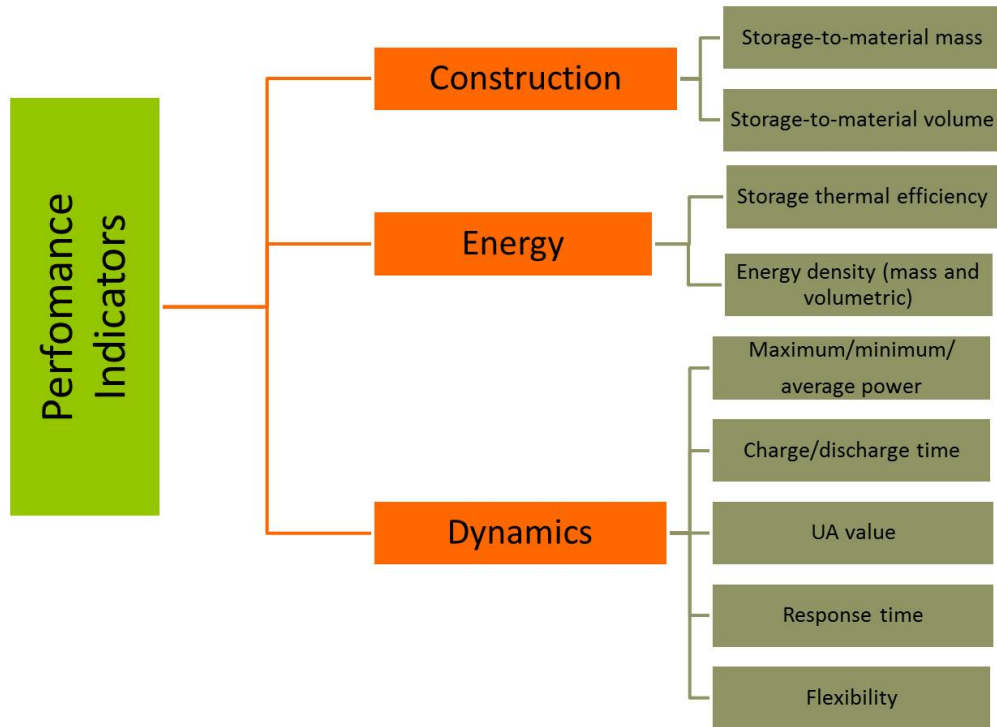 Perfomance
Indicators
Construction
Storage-to-material mass
Storage-to-material volume
Energy
Storage thermal efficiency
Energy density (mass and
volumetric)
Dynamics
Maximum/minimum/
average power
Charge/discharge time
UA value
Response time
Flexibility